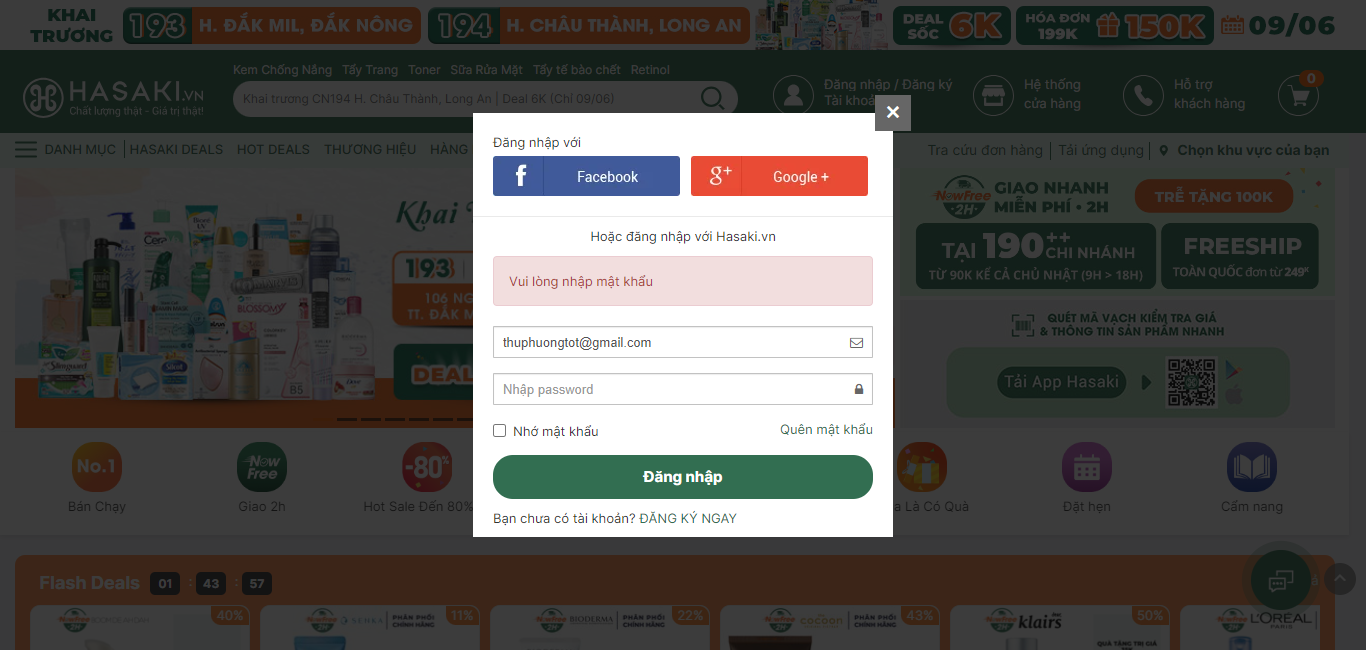 KHAI TRƯƠNG
193 H. ĐẮK MIL, ĐẮK NÔNG
194 H. CHÂU THÀNH, LONG AN
DEAL SỐC 6K
HÓA ĐƠN 199K 150K
09/06
Kem Chống Nắng Tẩy Trang Toner Sữa Rửa Mặt Tẩy tế bào chết Retinol
HASAKI.VN
Chất lượng thật - Giá trị thật!
Khai trương CN194 H. Châu Thành, Long An | Deal 6K (Chỉ 09/06)
Đăng nhập / Đăng ký
Tài khoả
Hệ thống
cửa hàng
Hỗ trợ
khách hàng
0
DANH MỤC
HASAKI DEALS
HOT DEALS
THƯƠNG HIỆU
HÀNG
Tra cứu đơn hàng
Tải ứng dụng
Chọn khu vực của bạn
Đăng nhập với
Facebook
Google +
Hoặc đăng nhập với Hasaki.vn
Vui lòng nhập mật khẩu
thuphuongtot@gmail.com
Nhập password
Nhớ mật khẩu
Quên mật khẩu
Đăng nhập
Bạn chưa có tài khoản? ĐĂNG KÝ NGAY
Khai
193
106 NG
TT. ĐẮK M
DEAL
NowFree 2H
GIAO NHANH
MIỄN PHÍ • 2H
TRỄ TẶNG 100K
TẠI 190++ CHI NHÁNH
TỪ 90K KỂ CẢ CHỦ NHẬT (9H > 18H)
FREESHIP
TOÀN QUỐC đơn từ 249K
QUÉT MÃ VẠCH KIỂM TRA GIÁ
& THÔNG TIN SẢN PHẨM NHANH
Tải App Hasaki
No.1
Bán Chạy
Now Free
Giao 2h
-80%
Hot Sale Đến 80%
a Là Có Quà
Đặt hẹn
Cẩm nang
Flash Deals 01 : 43 : 57
40%
SENKA
PHÂN PHỐI CHÍNH HÃNG
11%
BIODERMA
PHÂN PHỐI CHÍNH HÃNG
22%
cocoon
PHÂN PHỐI CHÍNH HÃNG
43%
klairs
QUÀ TẶNG TRỊ GIÁ
50%
L'ORÉAL
PARIS